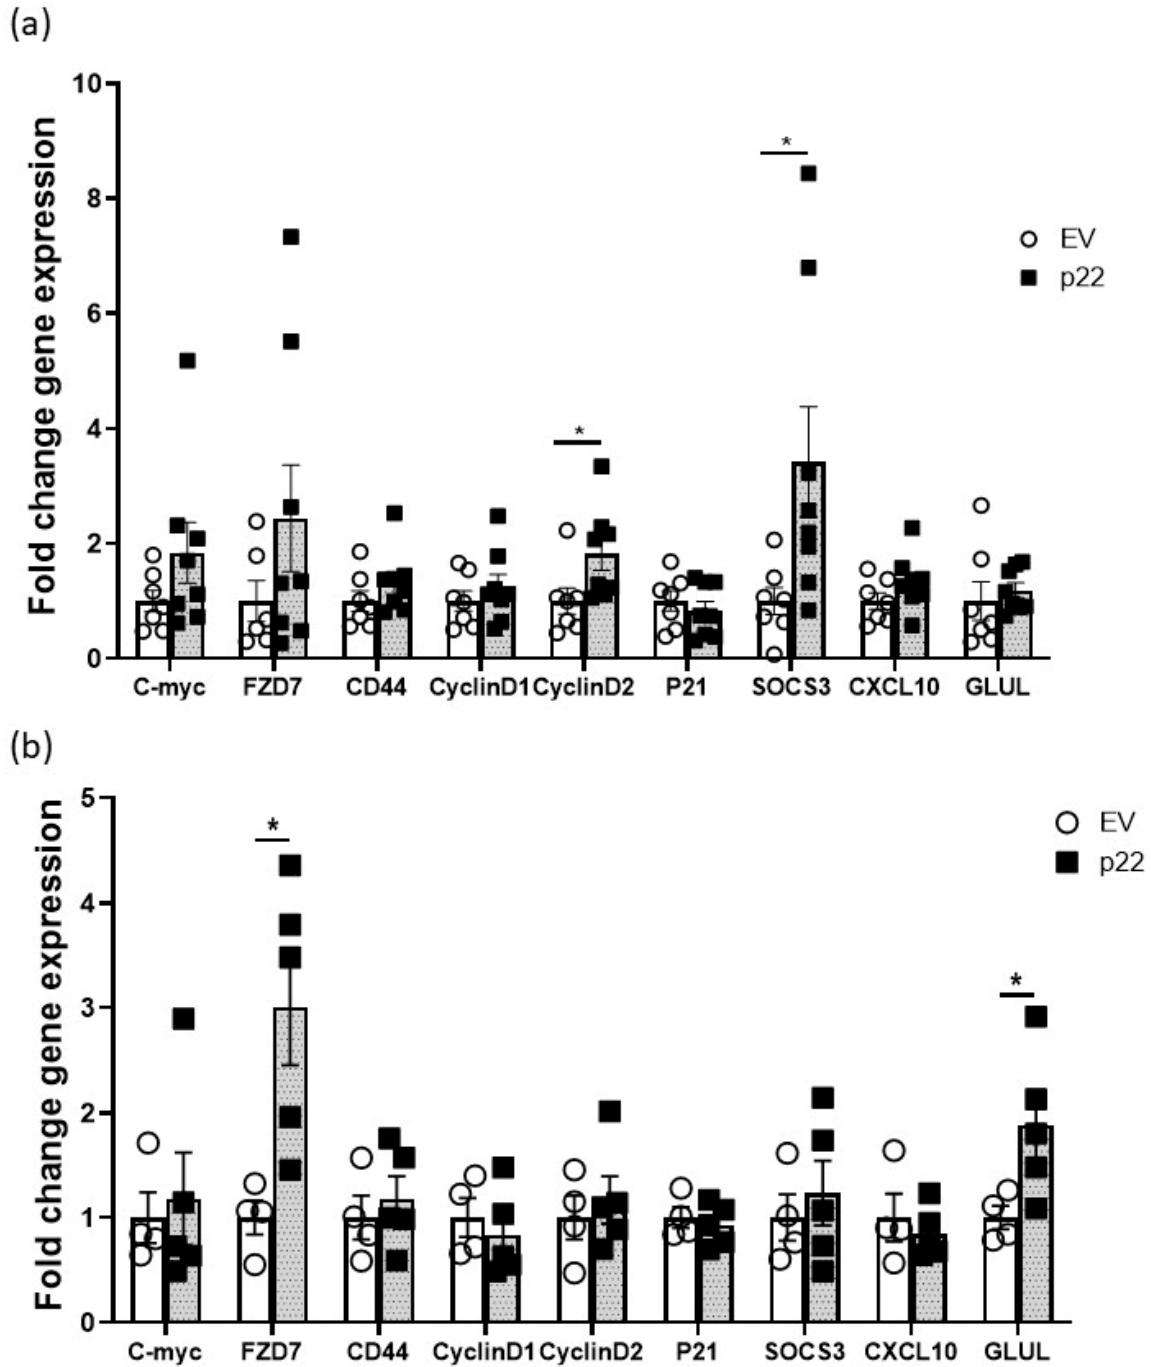 (a)
Fold change gene expression
10
8
6
4
2
0
*
*
EV
p22
C-myc FZD7 CD44 CyclinD1 CyclinD2 P21 SOCS3 CXCL10 GLUL
(b)
Fold change gene expression
5
4
3
2
1
0
*
*
EV
p22
C-myc FZD7 CD44 CyclinD1 CyclinD2 P21 SOCS3 CXCL10 GLUL